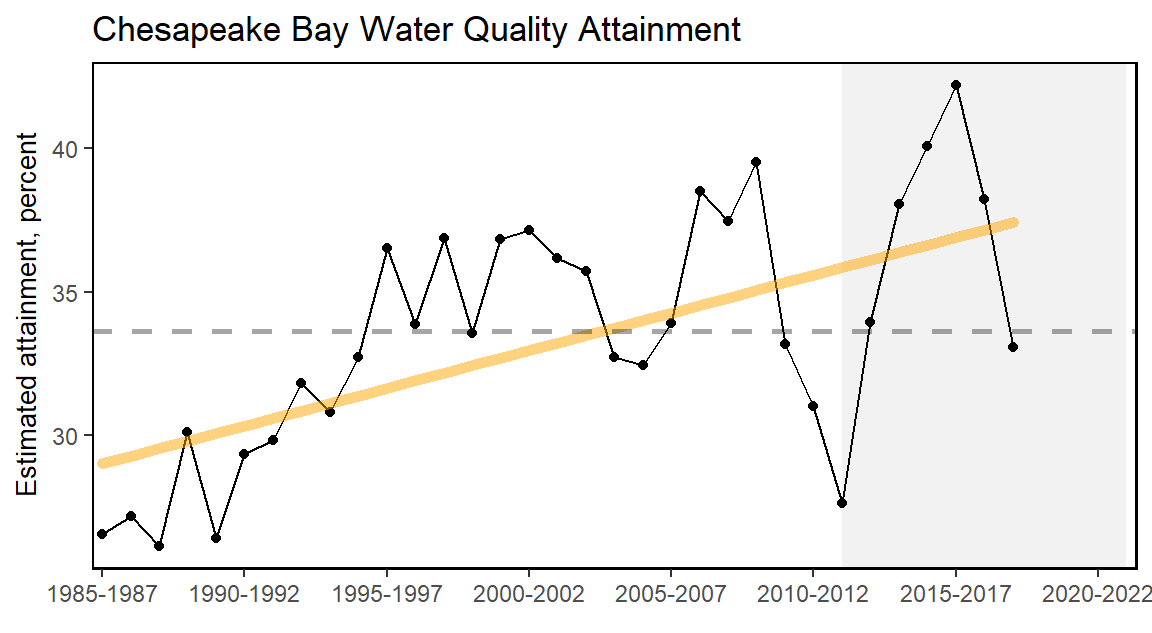 Chesapeake Bay Water Quality Attainment
Estimated attainment, percent
40
35
30
1985-1987 1990-1992 1995-1997 2000-2002 2005-2007 2010-2012 2015-2017 2020-2022